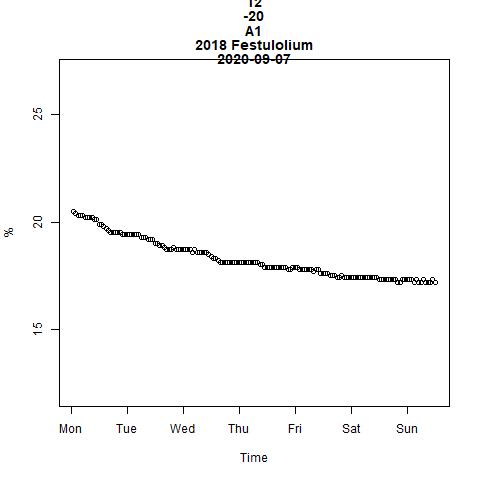 T2
-20
A1
2018 Festulolium
2020-09-07
25
20
15
%
Mon Tue Wed Thu Fri Sat Sun
Time